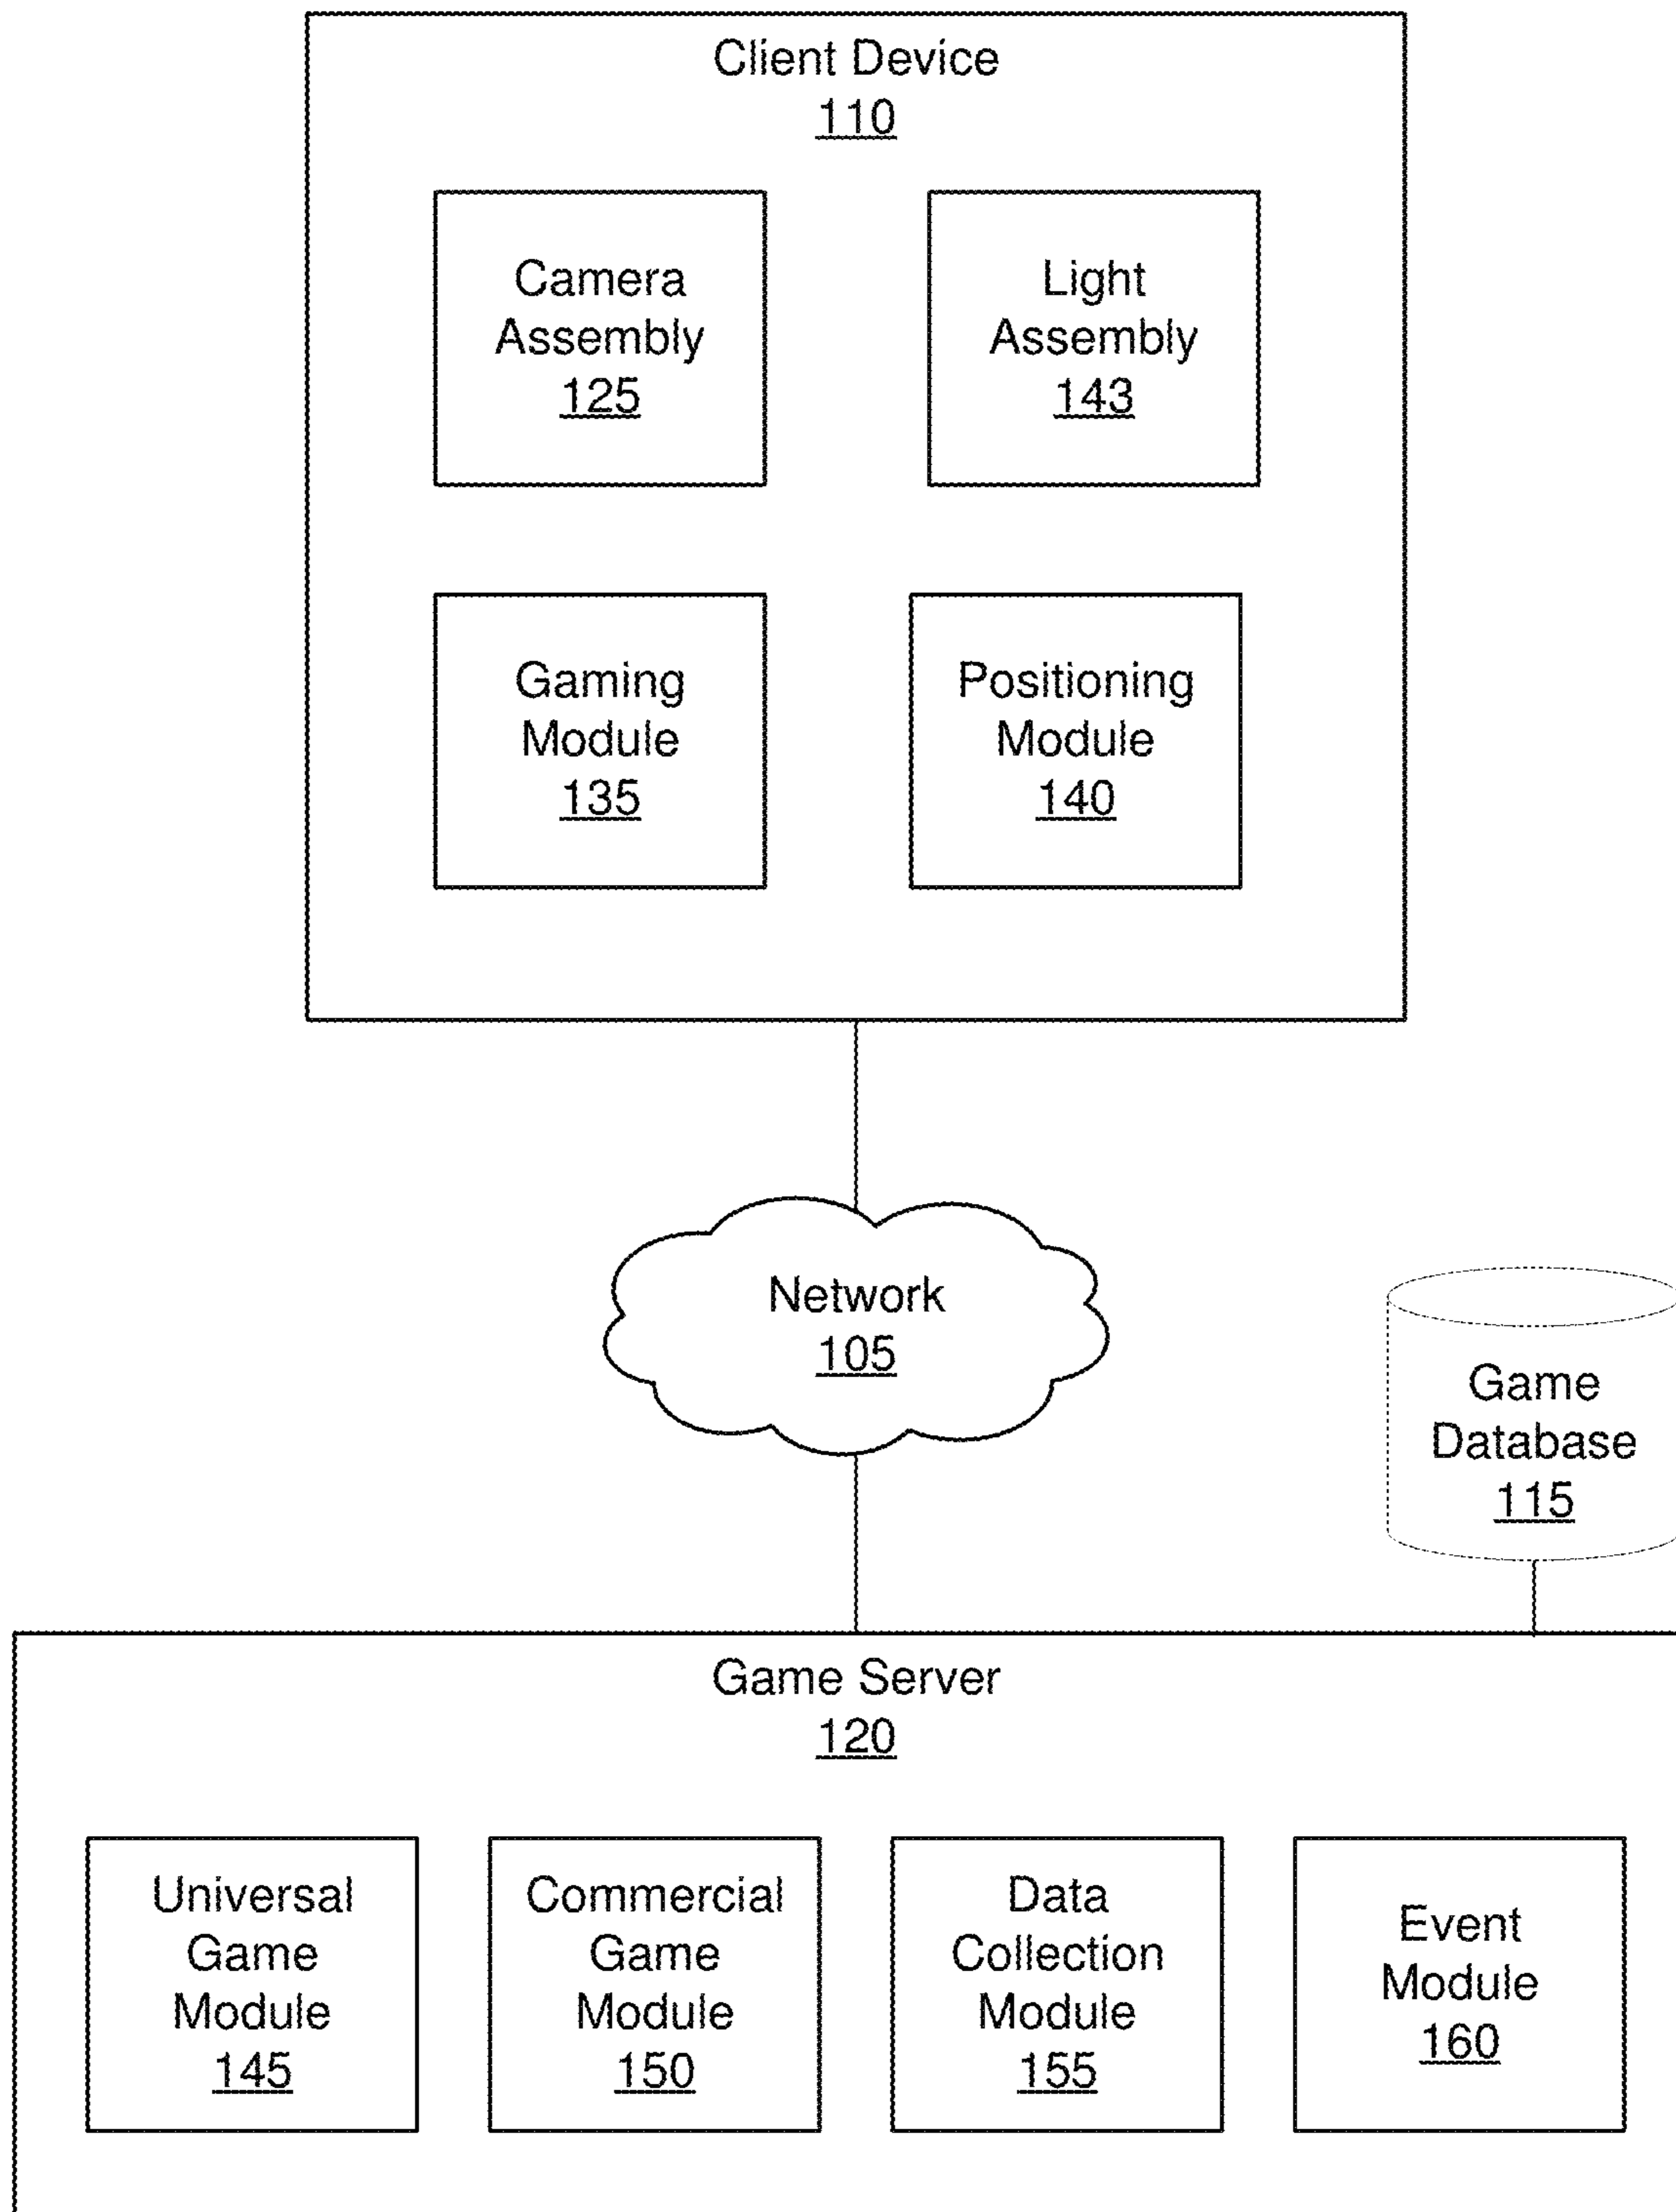 Client Device
110
Camera
Assembly
125
Light
Assembly
143
Gaming
Module
135
Positioning
Module
140
Network
105
Game
Database
115
Game Server
120
Universal
Game
Module
145
Commercial
Game
Module
150
Data
Collection
Module
155
Event
Module
160